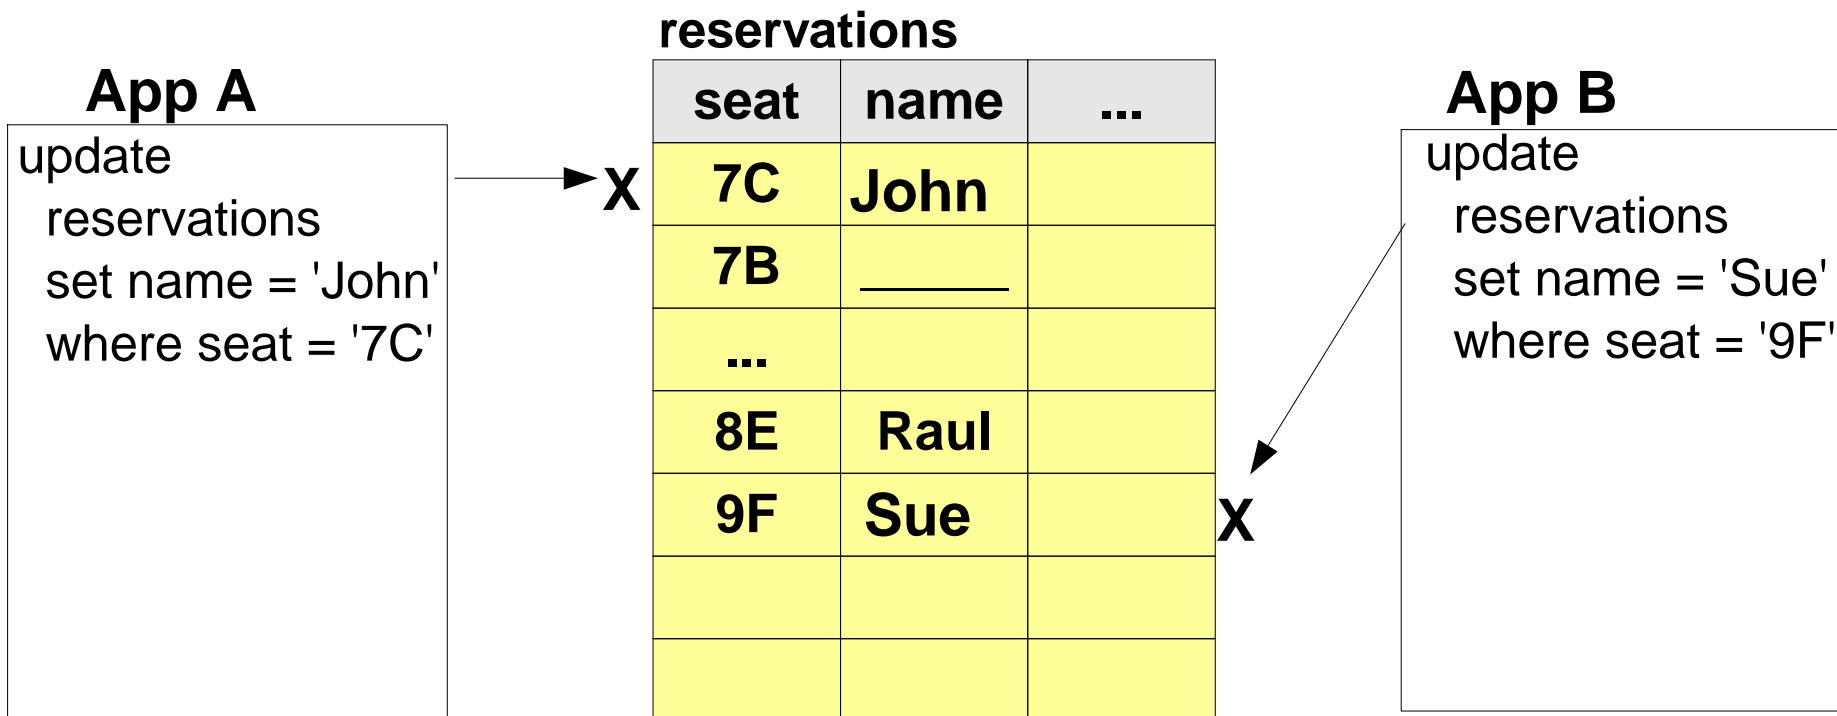 reservations
App A
update
reservations
set name = 'John'
where seat = '7C'
X
seat name ...
7C John
7B ______
...
8E Raul
9F Sue
X
App B
update
reservations
set name = 'Sue'
where seat = '9F'